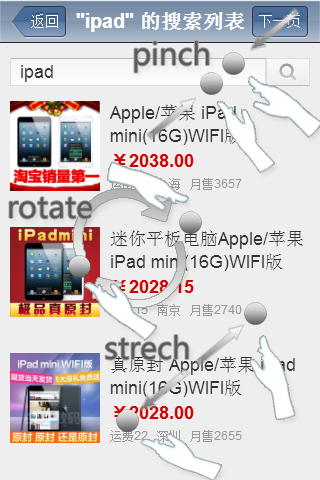 返回
"ipad" 的搜索列表
下一页
pinch
ipad
Apple/苹果 iPad
mini(16G)WIFI版
￥2038.00
月售3657
淘宝销量第一
rotate
iPadmini
极品真原封
迷你平板电脑Apple/苹果
iPad mini(16G)WIFI版
￥2028.15
南京 月售2740
strech
iPad mini WIFI版
现货当天发货
原封 原封 还是原封
真原封 Apple/苹果 iPad
mini(16G)WIFI版
￥2028.00
运费22 深圳 月售2655